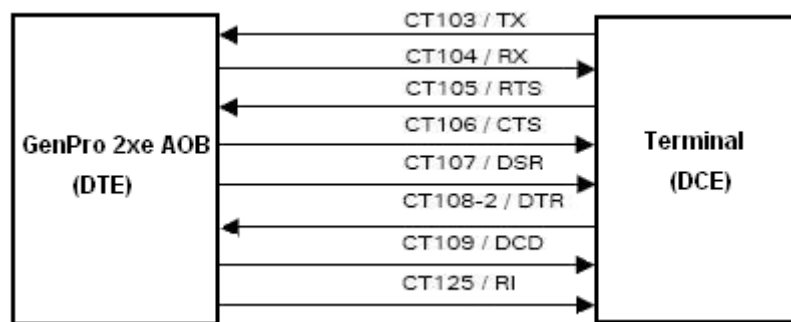 CT103 / TX
CT104 / RX
CT105 / RTS
CT106 / CTS
CT107 / DSR
CT108-2 / DTR
CT109 / DCD
CT125 / RI
GenPro 2xe AOB
(DTE)
Terminal
(DCE)